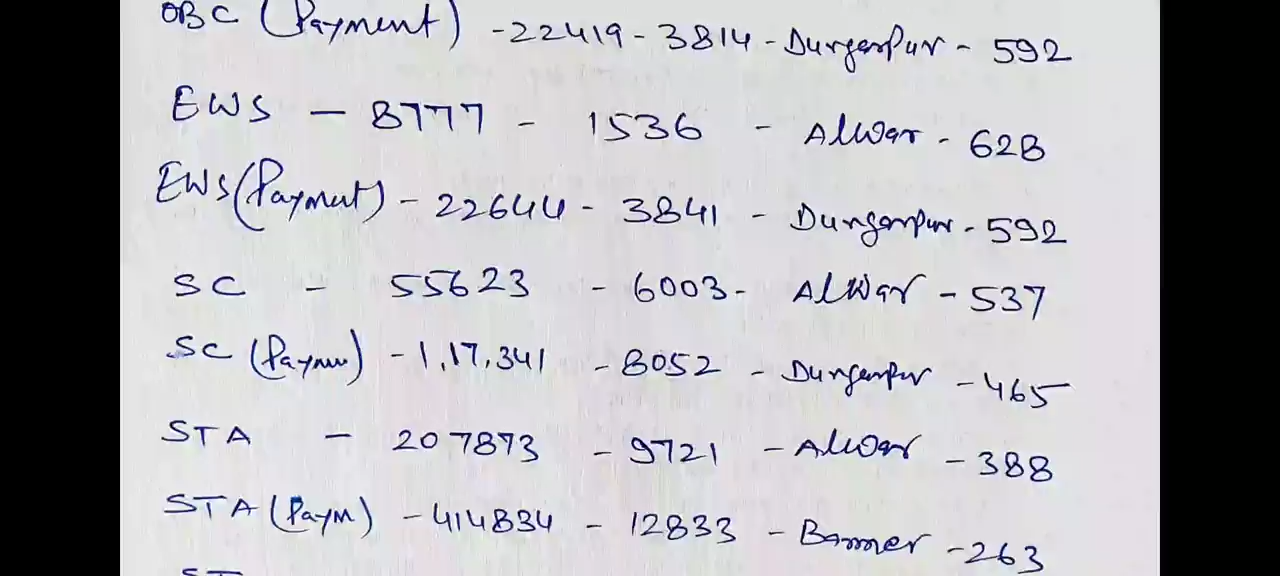 OBC (Payment) - 22419 - 3814 - Dungarpur - 592
EWS - 8777 - 1536 - Alwar - 628
EWS (Payment) - 22644 - 3841 - Dungarpur - 592
SC - 55623 - 6003 - Alwar - 537
SC (Paym) - 1,17,341 - 8052 - Dungarpur - 465
STA - 207873 - 9721 - Alwar - 388
STA (Paym) - 414834 - 12833 - Barmer - 263
ST